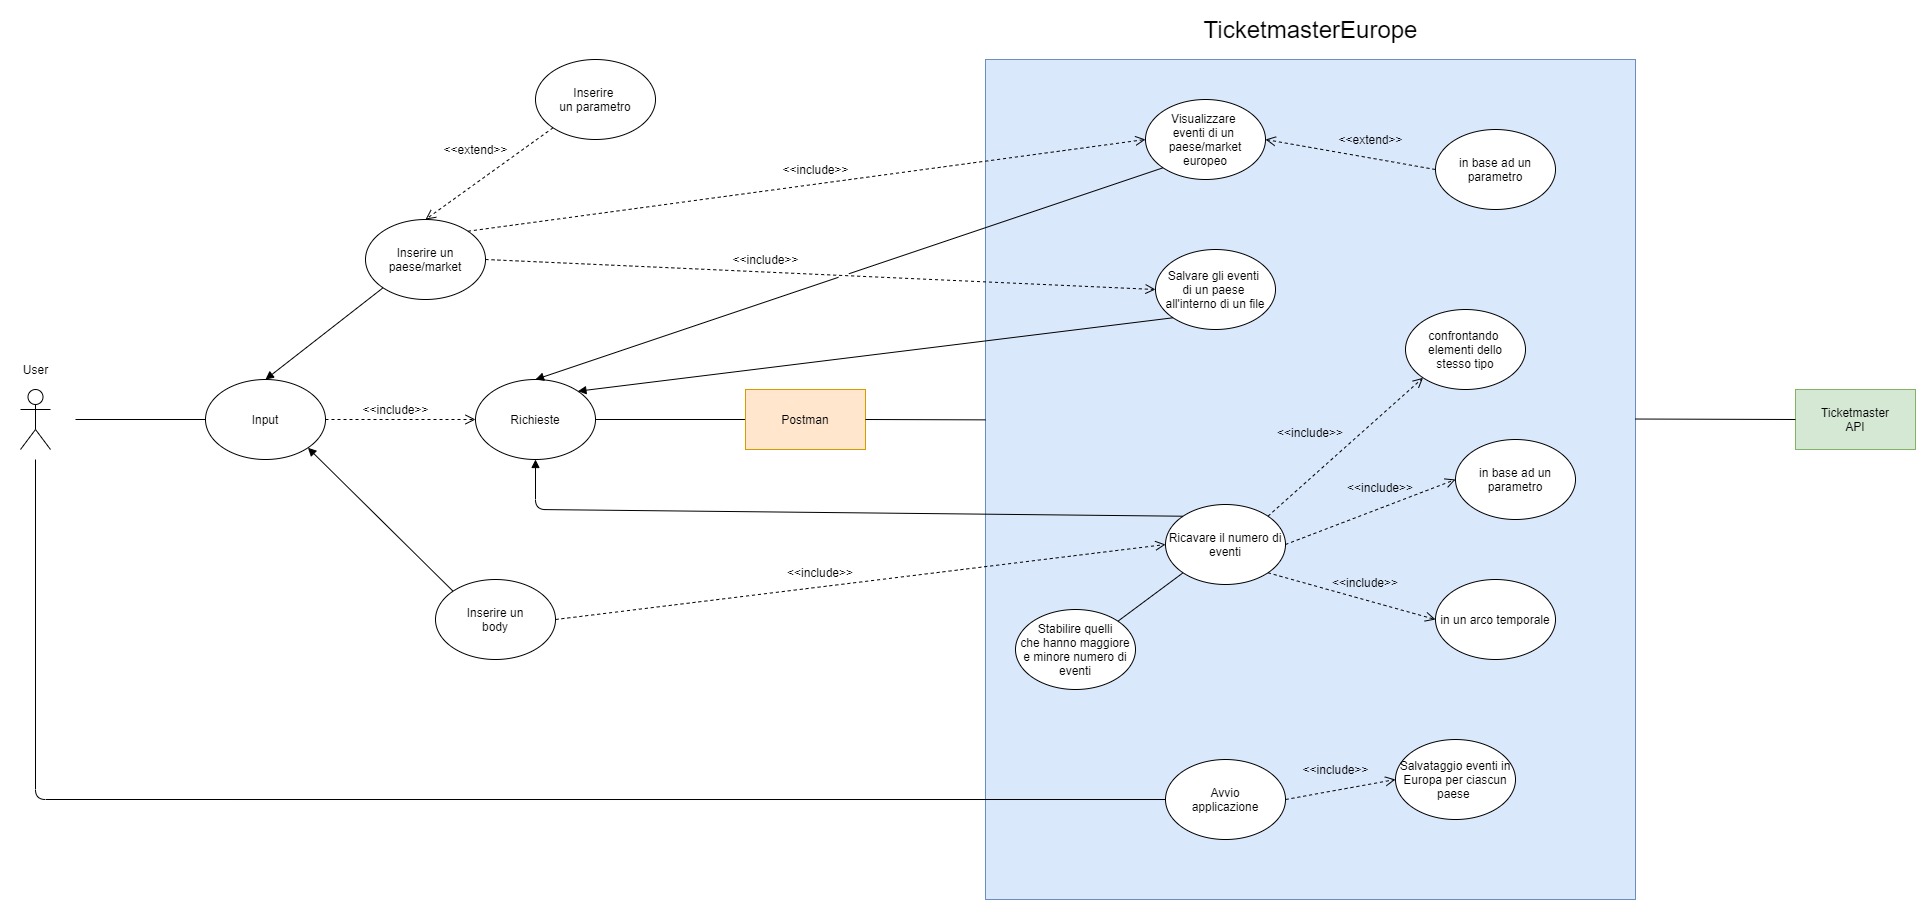 TicketmasterEurope
Inserire
un parametro
<<extend>>
Visualizzare
eventi di un
paese/market
europeo
<<extend>>
in base ad un
parametro
<<include>>
Inserire un
paese/market
<<include>>
Salvare gli eventi
di un paese
all'interno di un file
confrontando
elementi dello
stesso tipo
User
Input
<<include>>
Richieste
Postman
Ticketmaster
API
<<include>>
<<include>>
in base ad un
parametro
Ricavare il numero di
eventi
<<include>>
<<include>>
in un arco temporale
Inserire un
body
Stabilire quelli
che hanno maggiore
e minore numero di
eventi
Avvio
applicazione
<<include>>
Salvataggio eventi in
Europa per ciascun
paese